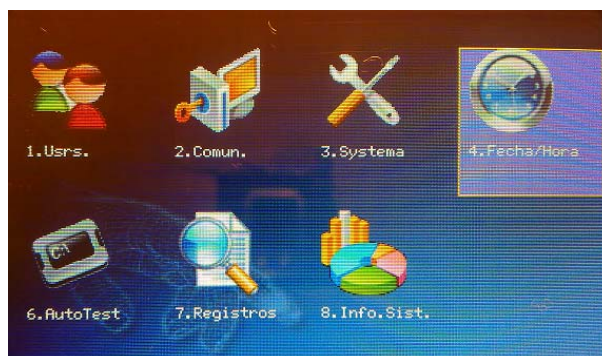 1.Usrs.
2.Comun.
3.Systema
4.Fecha/Hora
C:\
6.AutoTest
7.Registros
8.Info.Sist.